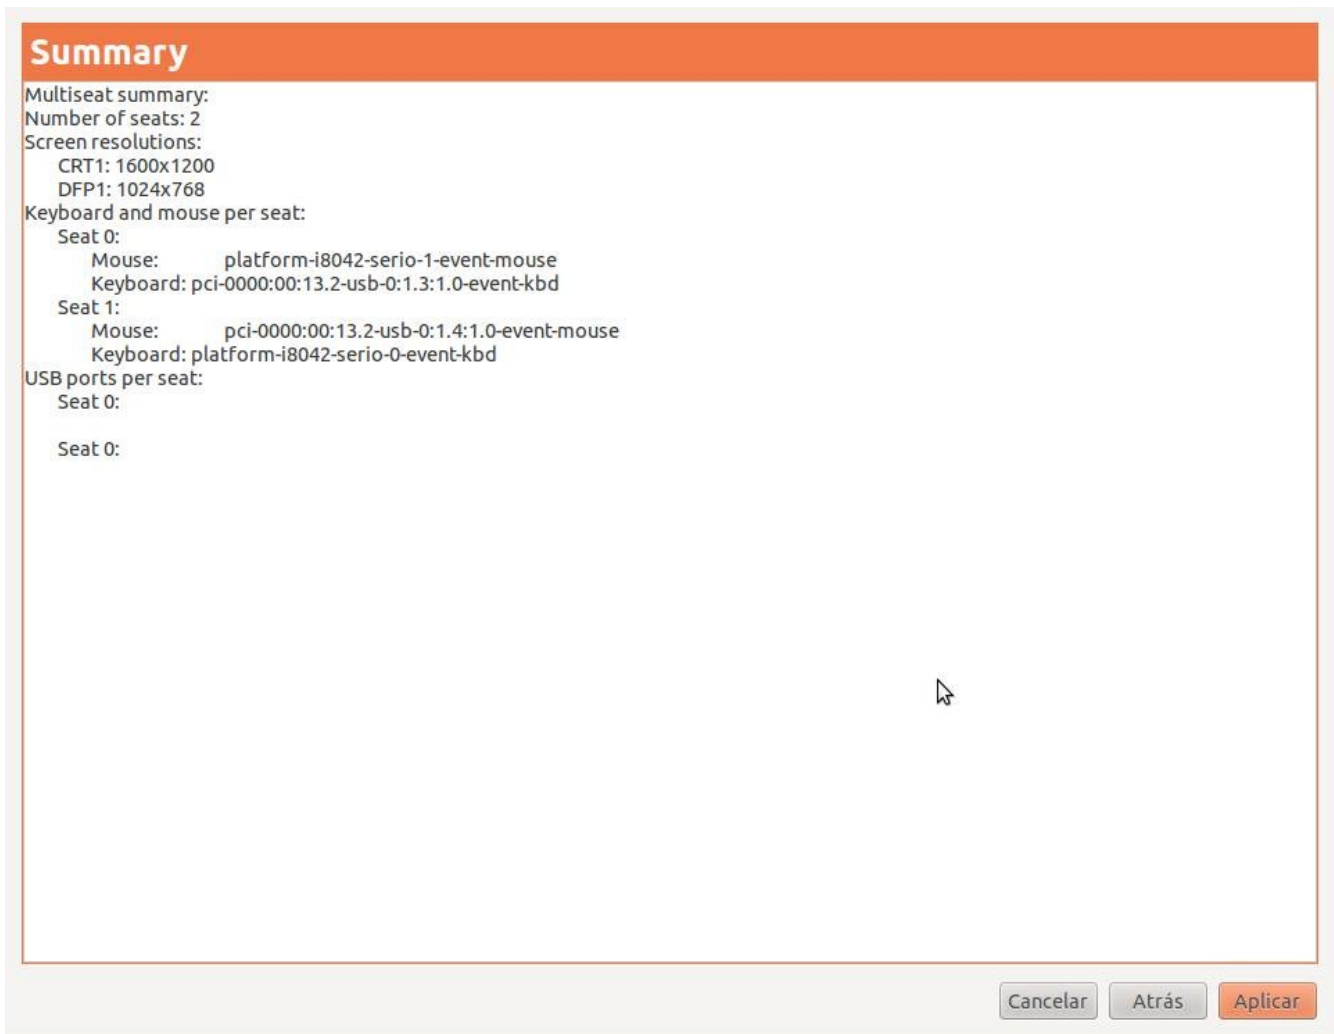 Summary
Multiseat summary:
Number of seats: 2
Screen resolutions:
CRT1: 1600x1200
DFP1: 1024x768
Keyboard and mouse per seat:
Seat 0:
Mouse: platform-i8042-serio-1-event-mouse
Keyboard: pci-0000:00:13.2-usb-0:1.3:1.0-event-kbd
Seat 1:
Mouse: pci-0000:00:13.2-usb-0:1.4:1.0-event-mouse
Keyboard: platform-i8042-serio-0-event-kbd
USB ports per seat:
Seat 0:
Seat 0:
Cancelar Atrás Aplicar